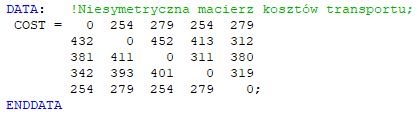 DATA: !Niesymetryczna macierz kosztów transportu;
COST = 0 254 279 254 279
432 0 452 413 312
381 411 0 311 380
342 393 401 0 319
254 279 254 279 0;
ENDDATA